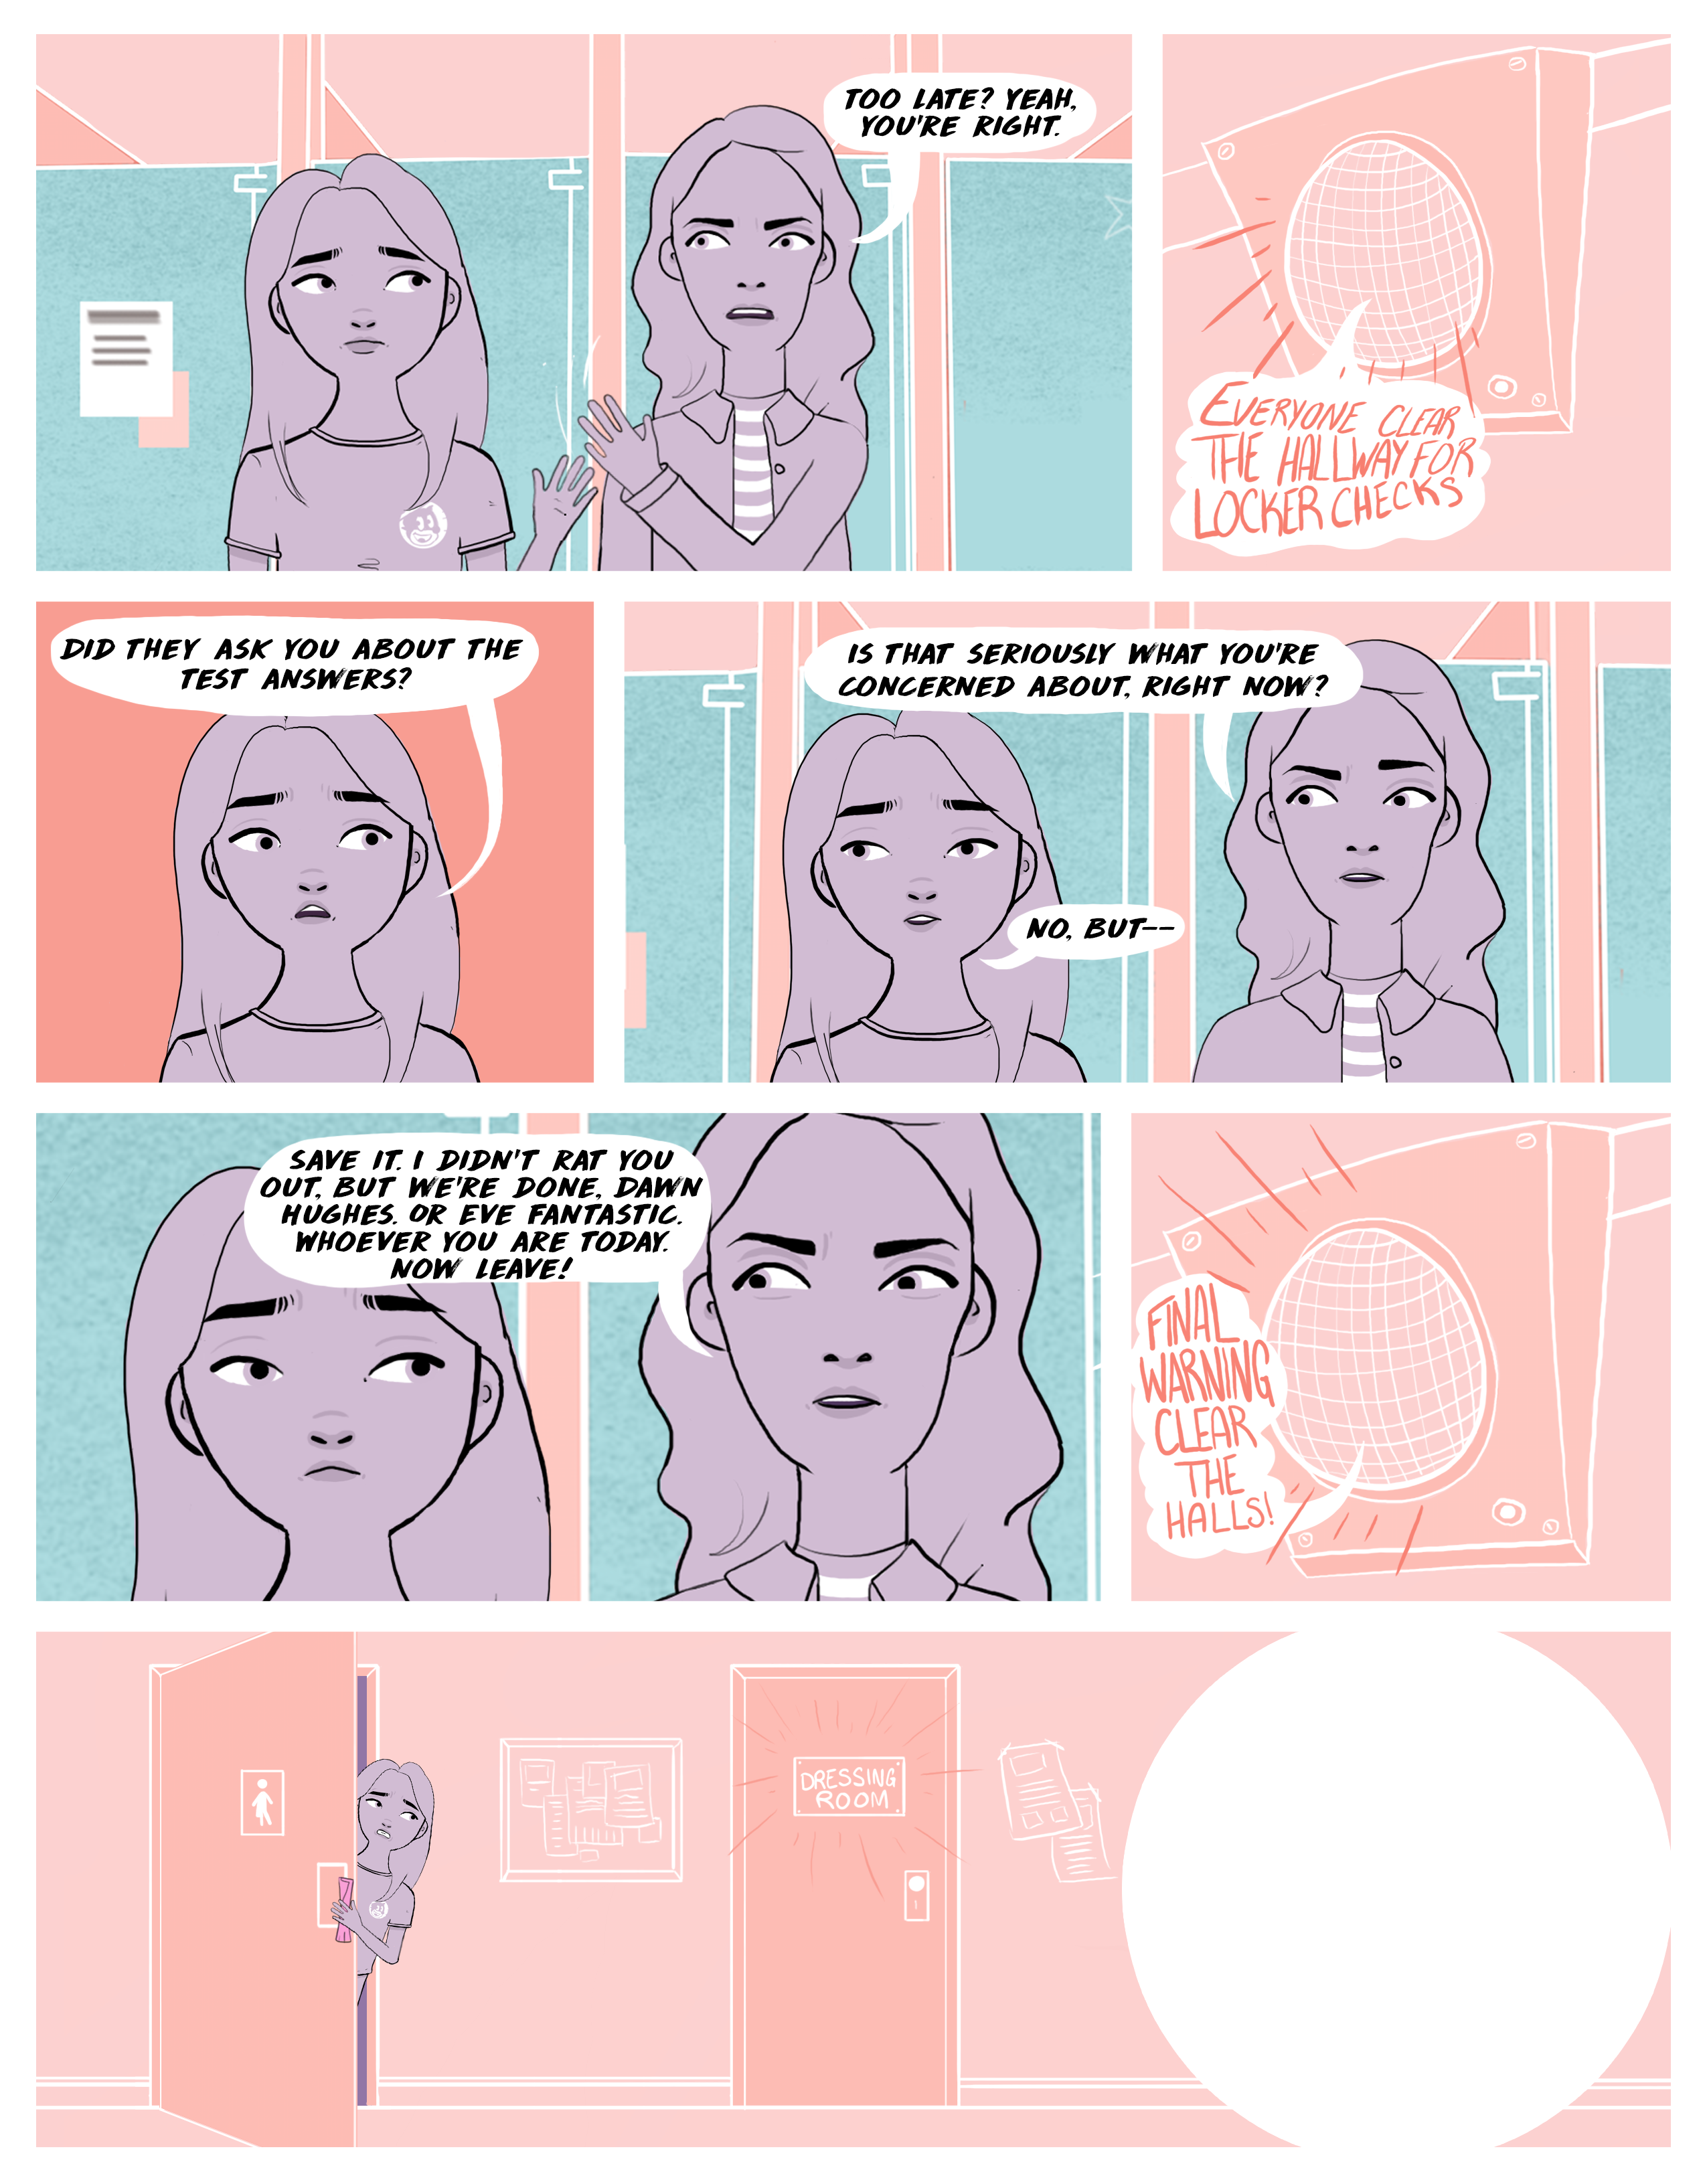 TOO LATE? YEAH,
YOU'RE RIGHT.
EVERYONE CLEAR
THE HALLWAY FOR
LOCKER CHECKS
DID THEY ASK YOU ABOUT THE
TEST ANSWERS?
IS THAT SERIOUSLY WHAT YOU'RE
CONCERNED ABOUT, RIGHT NOW?
NO, BUT--
SAVE IT. I DIDN'T RAT YOU
OUT, BUT WE'RE DONE, DAWN
HUGHES. OR EVE FANTASTIC.
WHOEVER YOU ARE TODAY.
NOW LEAVE!
FINAL
WARNING
CLEAR
THE
HALLS!
DRESSING
ROOM